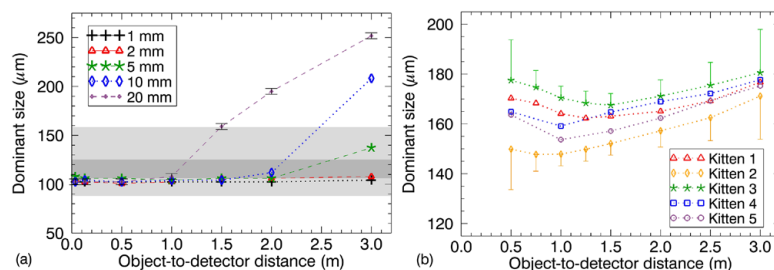 250
200
150
100
50
Dominant size (μm)
1 mm
2 mm
5 mm
10 mm
20 mm
0.0 0.5 1.0 1.5 2.0 2.5 3.0
(a) Object-to-detector distance (m)
200
180
160
140
120
Dominant size (μm)
Kitten 1
Kitten 2
Kitten 3
Kitten 4
Kitten 5
0.0 0.5 1.0 1.5 2.0 2.5 3.0
(b) Object-to-detector distance (m)